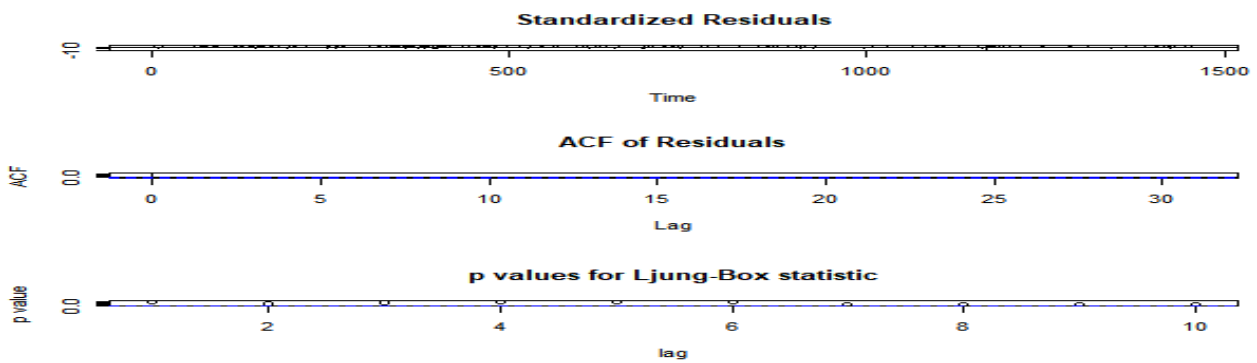 Standardized Residuals
-10
0 500 1000 1500
Time
ACF of Residuals
ACF
0.0
0 5 10 15 20 25 30
Lag
p values for Ljung-Box statistic
p value
0.0
2 4 6 8 10
lag